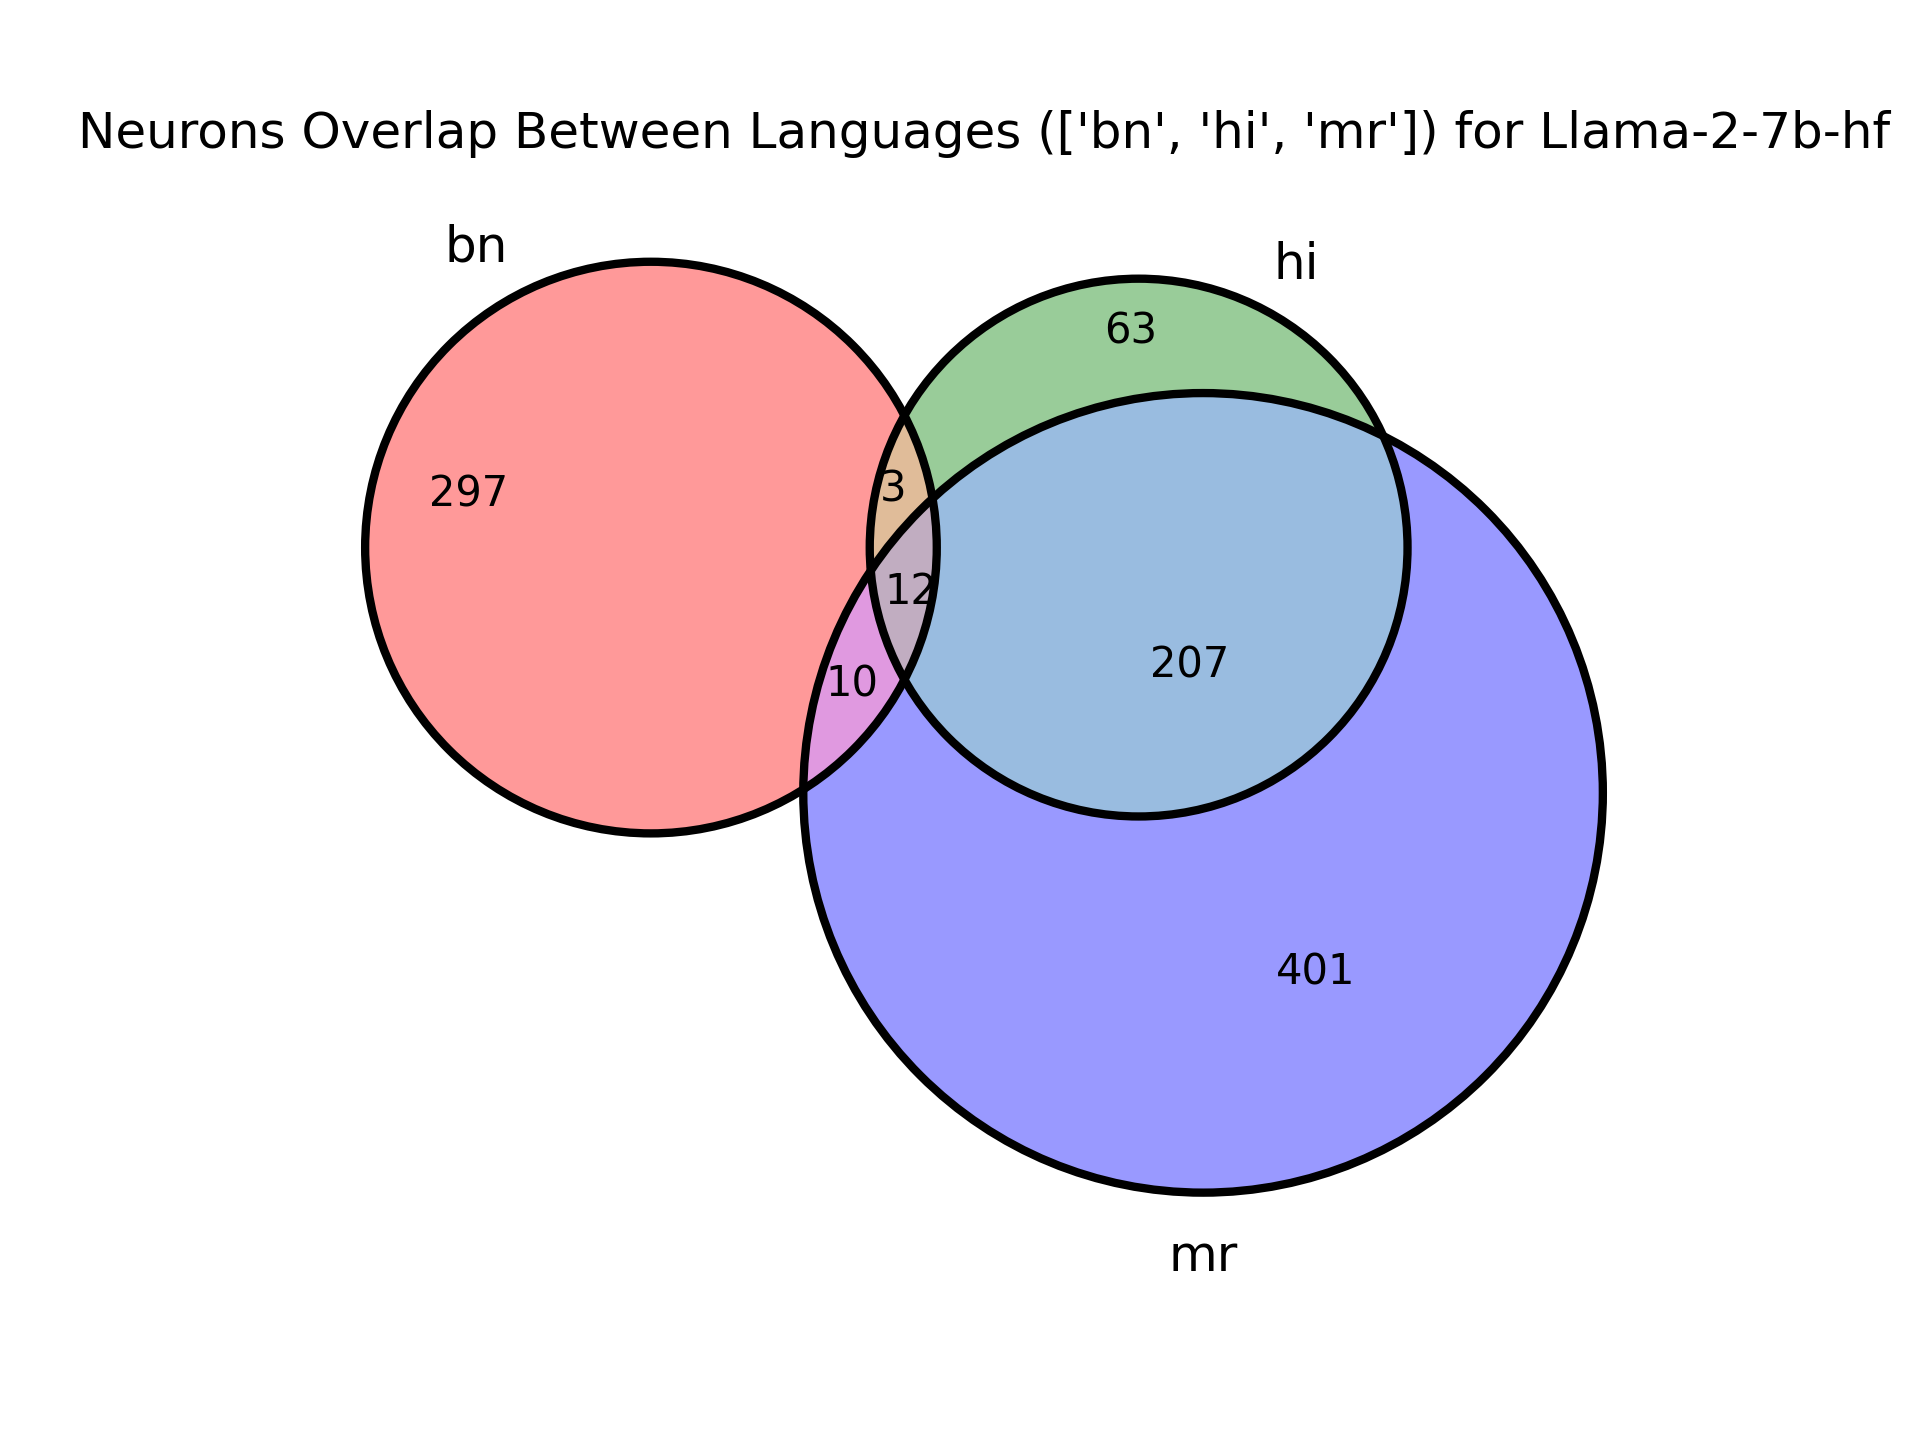 Neurons Overlap Between Languages (['bn', 'hi', 'mr']) for Llama-2-7b-hf
bn
hi
63
297
3
12
207
10
401
mr